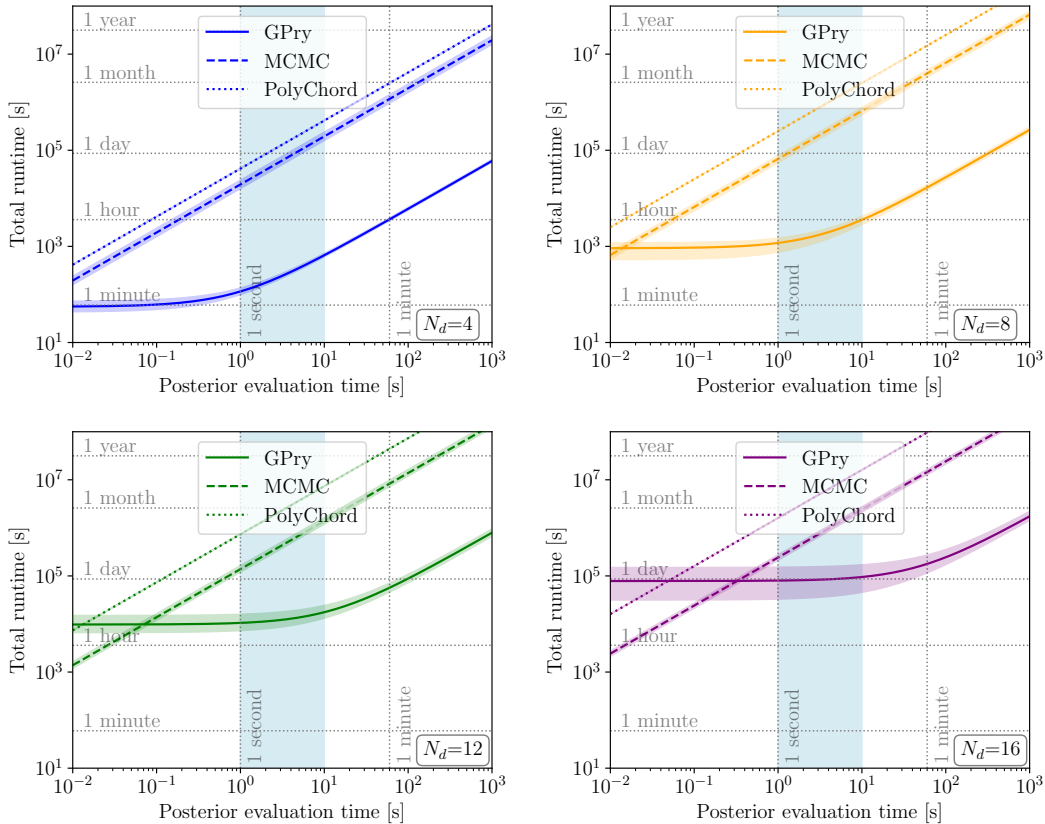 1 year
GPry
MCMC
PolyChord
1 month
1 day
1 hour
1 minute
1 second
1 minute
N_d=4
10^7
10^5
10^3
10^1
Total runtime [s]
10^-2 10^-1 10^0 10^1 10^2 10^3
Posterior evaluation time [s]
1 year
GPry
MCMC
PolyChord
1 month
1 day
1 hour
1 minute
1 second
1 minute
N_d=8
10^7
10^5
10^3
10^1
Total runtime [s]
10^-2 10^-1 10^0 10^1 10^2 10^3
Posterior evaluation time [s]
1 year
GPry
MCMC
PolyChord
1 month
1 day
1 hour
1 minute
1 second
1 minute
N_d=12
10^7
10^5
10^3
10^1
Total runtime [s]
10^-2 10^-1 10^0 10^1 10^2 10^3
Posterior evaluation time [s]
1 year
GPry
MCMC
PolyChord
1 month
1 day
1 hour
1 minute
1 second
1 minute
N_d=16
10^7
10^5
10^3
10^1
Total runtime [s]
10^-2 10^-1 10^0 10^1 10^2 10^3
Posterior evaluation time [s]